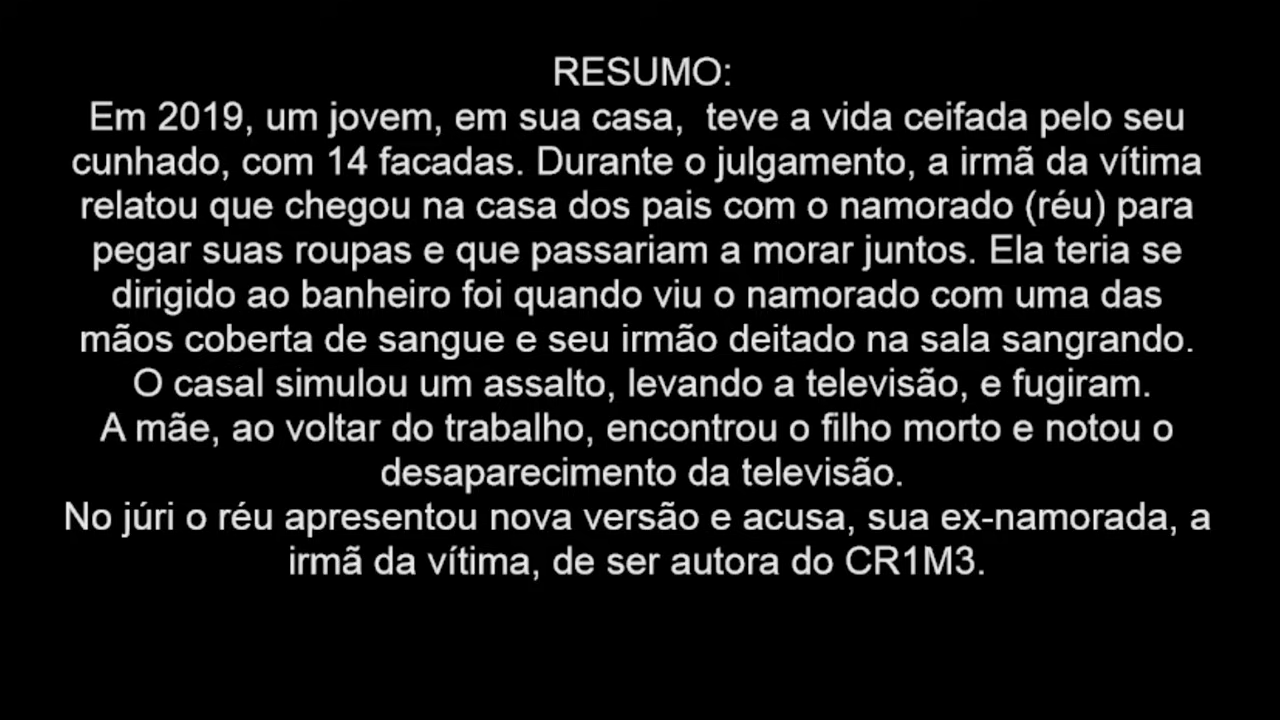 RESUMO:
Em 2019, um jovem, em sua casa, teve a vida ceifada pelo seu
cunhado, com 14 facadas. Durante o julgamento, a irmã da vítima
relatou que chegou na casa dos pais com o namorado (réu) para
pegar suas roupas e que passariam a morar juntos. Ela teria se
dirigido ao banheiro foi quando viu o namorado com uma das
mãos coberta de sangue e seu irmão deitado na sala sangrando.
O casal simulou um assalto, levando a televisão, e fugiram.
A mãe, ao voltar do trabalho, encontrou o filho morto e notou o
desaparecimento da televisão.
No júri o réu apresentou nova versão e acusa, sua ex-namorada, a
irmã da vítima, de ser autora do CR1M3.